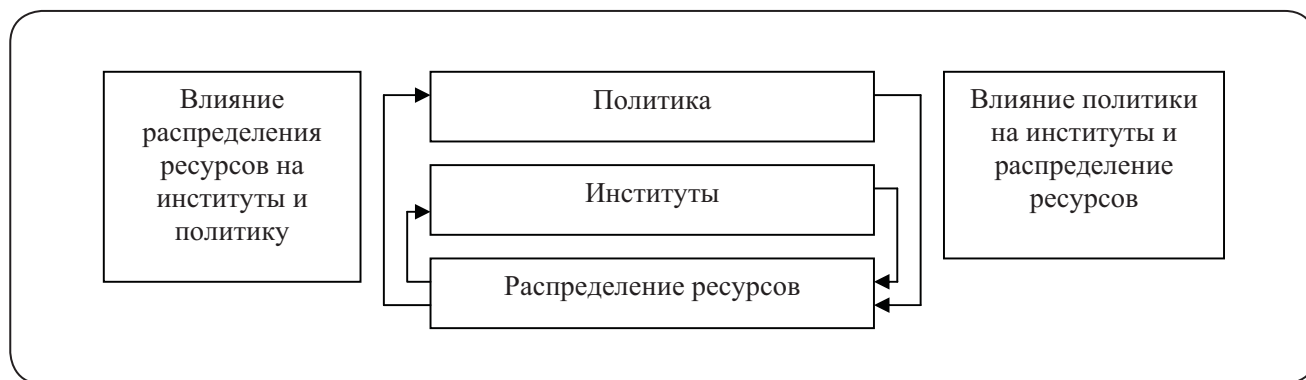 Влияние
распределения
ресурсов на
институты и
политику
Политика
Институты
Распределение ресурсов
Влияние политики
на институты и
распределение
ресурсов